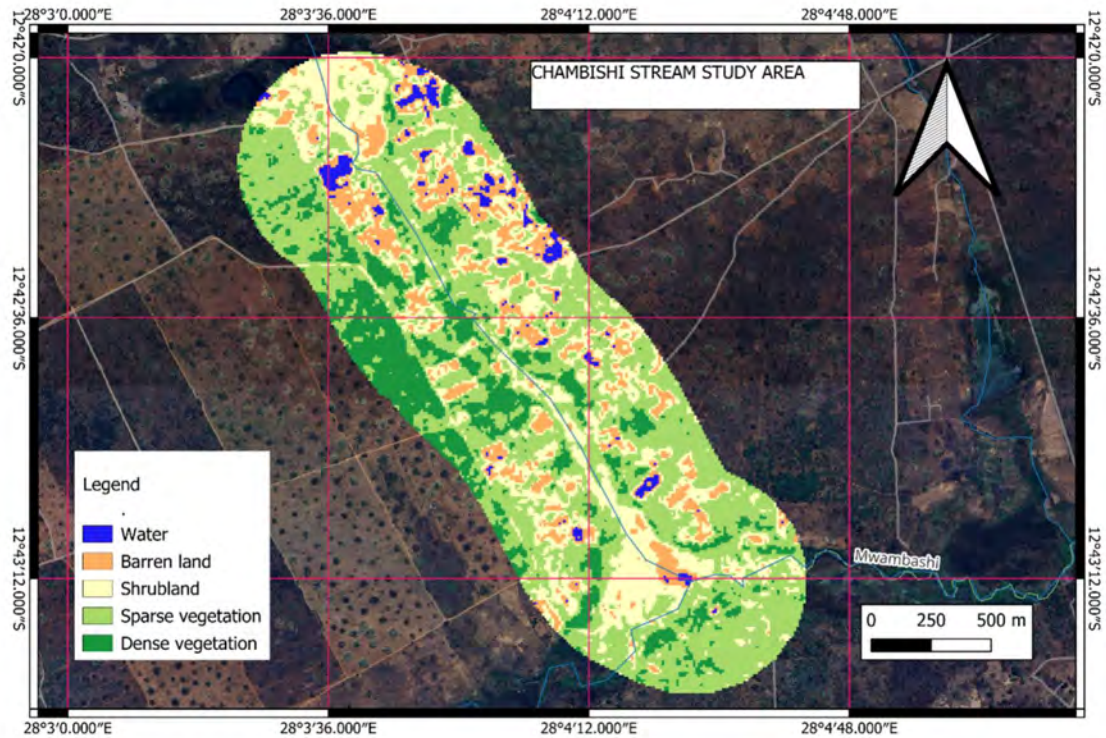 28°3'0.000"E 28°3'36.000"E 28°4'12.000"E 28°4'48.000"E
12°42'0.000"S 12°42'0.000"S
CHAMBISHI STREAM STUDY AREA
12°42'36.000"S 12°42'36.000"S
Legend
Water
Barren land
Shrubland
Sparse vegetation
Dense vegetation
Mwambashi
12°43'12.000"S 12°43'12.000"S
0 250 500 m
28°3'0.000"E 28°3'36.000"E 28°4'12.000"E 28°4'48.000"E